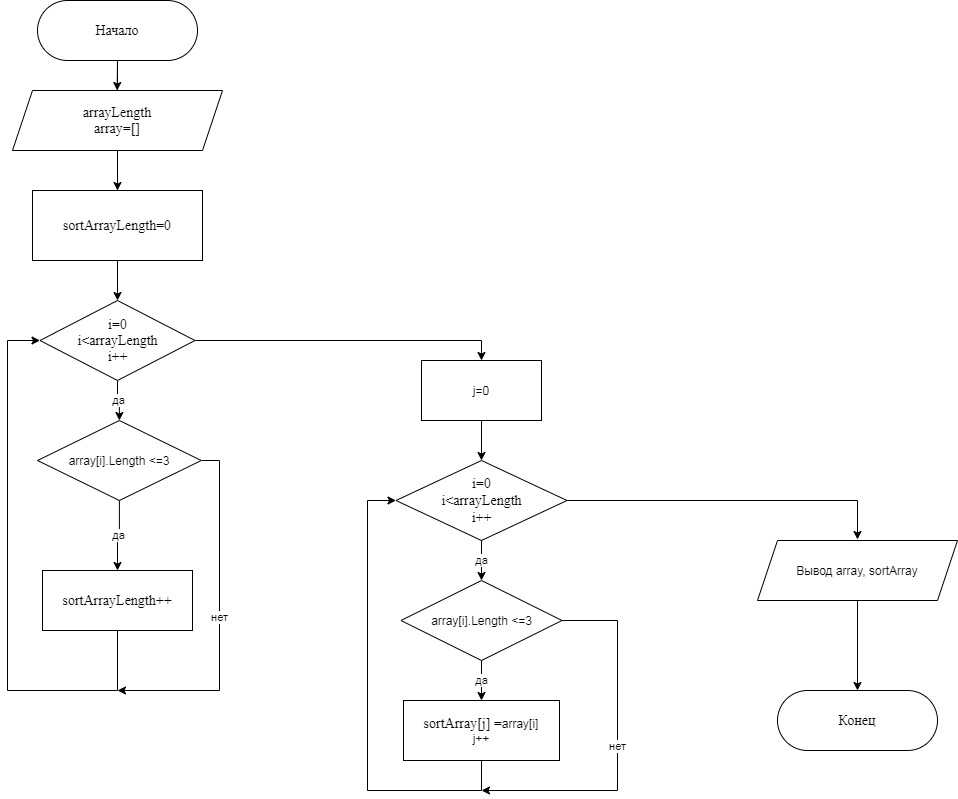 Начало
arrayLength
array=[]
sortArrayLength=0
i=0
i<arrayLength
i++
да
array[i].Length <=3
да
sortArrayLength++
нет
j=0
i=0
i<arrayLength
i++
да
array[i].Length <=3
да
sortArray[j] =array[i]
j++
нет
Вывод array, sortArray
Конец